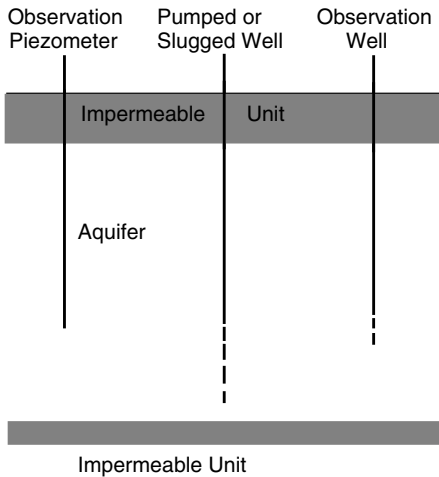 Observation
Piezometer
Pumped or
Slugged Well
Observation
Well
Impermeable Unit
Aquifer
Impermeable Unit